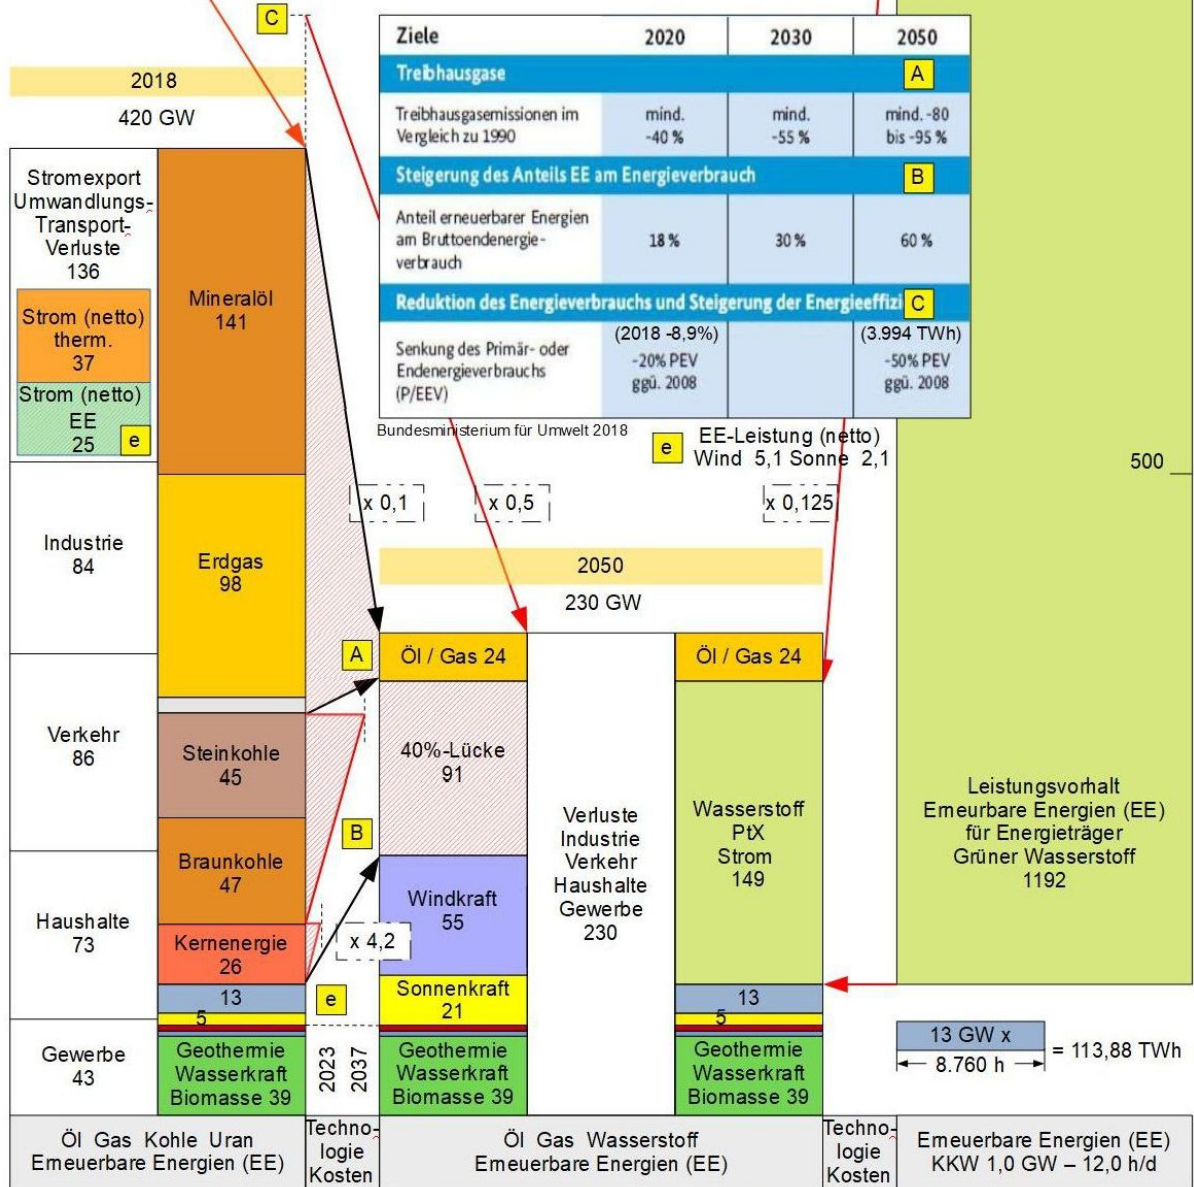 C
2018
420 GW
Stromexport
Umwandlungs-
Transport-
Verluste
136
Strom (netto)
therm.
37
Strom (netto)
EE
25
e
Industrie
84
Verkehr
86
Haushalte
73
Gewerbe
43
Mineralöl
141
Erdgas
98
Steinkohle
45
Braunkohle
47
Kernenergie
26
13
5
Geothermie
Wasserkraft
Biomasse 39
Öl Gas Kohle Uran
Erneuerbare Energien (EE)
Ziele 2020 2030 2050
Treibhausgase A
Treibhausgasemissionen im
Vergleich zu 1990
mind.
-40 %
mind.
-55 %
mind. -80
bis -95 %
Steigerung des Anteils EE am Energieverbrauch B
Anteil erneuerbarer Energien
am Bruttoendenergie-
verbrauch
18 % 30 % 60 %
Reduktion des Energieverbrauchs und Steigerung der Energieeffizi C
Senkung des Primär- oder
Endenergieverbrauchs
(P/EEV)
(2018 -8,9%)
-20% PEV
ggü. 2008
(3.994 TWh)
-50% PEV
ggü. 2008
Bundesministerium für Umwelt 2018
e
EE-Leistung (netto)
Wind 5,1 Sonne 2,1
x 0,1
x 0,5
x 0,125
2050
230 GW
A
B
x 4,2
e
2023
2037
Techno-
logie
Kosten
Öl / Gas 24
40%-Lücke
91
Windkraft
55
Sonnenkraft
21
Geothermie
Wasserkraft
Biomasse 39
Verluste
Industrie
Verkehr
Haushalte
Gewerbe
230
Öl / Gas 24
Wasserstoff
PtX
Strom
149
13
5
Geothermie
Wasserkraft
Biomasse 39
Öl Gas Wasserstoff
Erneuerbare Energien (EE)
Techno-
logie
Kosten
500
Leistungsvorhalt
Erneurbare Energien (EE)
für Energieträger
Grüner Wasserstoff
1192
13 GW x
8.760 h
= 113,88 TWh
Erneuerbare Energien (EE)
KKW 1,0 GW – 12,0 h/d